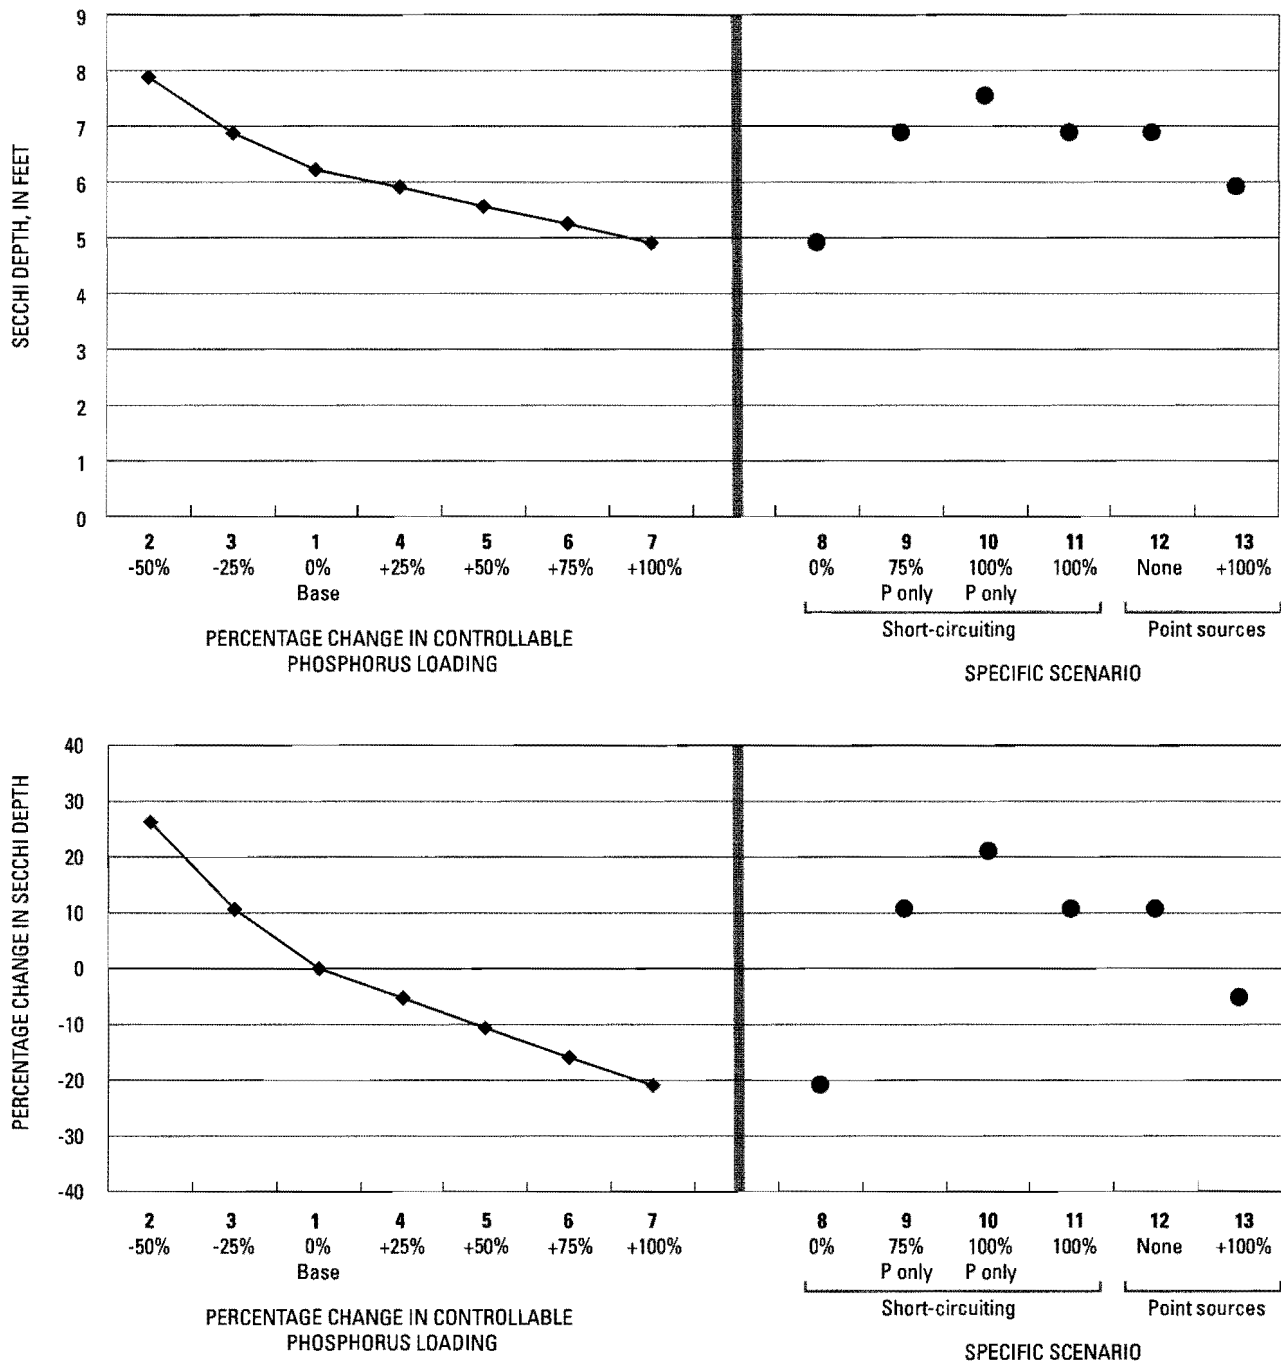 SECCHI DEPTH, IN FEET
9
8
7
6
5
4
3
2
1
0
2 3 1 4 5 6 7 8 9 10 11 12 13
-50% -25% 0% +25% +50% +75% +100% 0% 75% 100% 100% None +100%
Base P only P only
Short-circuiting Point sources
PERCENTAGE CHANGE IN CONTROLLABLE
PHOSPHORUS LOADING
SPECIFIC SCENARIO
PERCENTAGE CHANGE IN SECCHI DEPTH
40
30
20
10
0
-10
-20
-30
-40
2 3 1 4 5 6 7 8 9 10 11 12 13
-50% -25% 0% +25% +50% +75% +100% 0% 75% 100% 100% None +100%
Base P only P only
Short-circuiting Point sources
PERCENTAGE CHANGE IN CONTROLLABLE
PHOSPHORUS LOADING
SPECIFIC SCENARIO